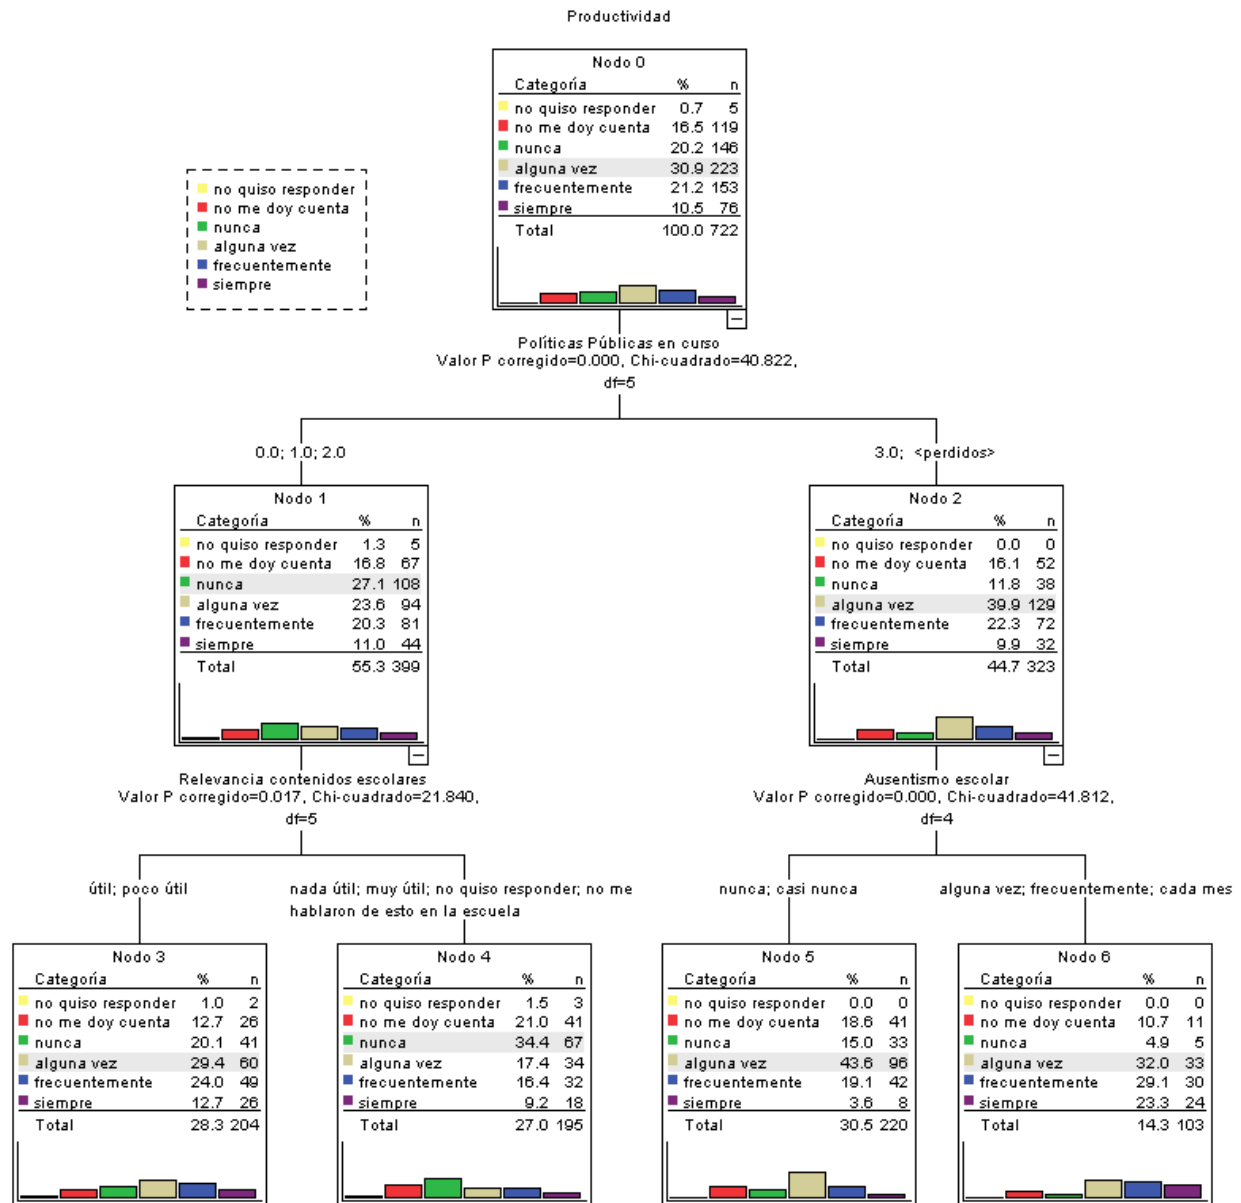 Productividad
Nodo 0
Categoría % n
no quiso responder 0.7 5
no me doy cuenta 16.5 119
nunca 20.2 146
alguna vez 30.9 223
frecuentemente 21.2 153
siempre 10.5 76
Total 100.0 722
no quiso responder
no me doy cuenta
nunca
alguna vez
frecuentemente
siempre
Políticas Públicas en curso
Valor P corregido=0.000, Chi-cuadrado=40.822,
df=5
0.0; 1.0; 2.0
3.0; <perdidos>
Nodo 1
Categoría % n
no quiso responder 1.3 5
no me doy cuenta 16.8 67
nunca 27.1 108
alguna vez 23.6 94
frecuentemente 20.3 81
siempre 11.0 44
Total 55.3 399
Nodo 2
Categoría % n
no quiso responder 0.0 0
no me doy cuenta 16.1 52
nunca 11.8 38
alguna vez 39.9 129
frecuentemente 22.3 72
siempre 9.9 32
Total 44.7 323
Relevancia contenidos escolares
Valor P corregido=0.017, Chi-cuadrado=21.840,
df=5
Ausentismo escolar
Valor P corregido=0.000, Chi-cuadrado=41.812,
df=4
útil; poco útil
nada útil; muy útil; no quiso responder; no me
hablaron de esto en la escuela
nunca; casi nunca
alguna vez; frecuentemente; cada mes
Nodo 3
Categoría % n
no quiso responder 1.0 2
no me doy cuenta 12.7 26
nunca 20.1 41
alguna vez 29.4 60
frecuentemente 24.0 49
siempre 12.7 26
Total 28.3 204
Nodo 4
Categoría % n
no quiso responder 1.5 3
no me doy cuenta 21.0 41
nunca 34.4 67
alguna vez 17.4 34
frecuentemente 16.4 32
siempre 9.2 18
Total 27.0 195
Nodo 5
Categoría % n
no quiso responder 0.0 0
no me doy cuenta 18.6 41
nunca 15.0 33
alguna vez 43.6 96
frecuentemente 19.1 42
siempre 3.6 8
Total 30.5 220
Nodo 6
Categoría % n
no quiso responder 0.0 0
no me doy cuenta 10.7 11
nunca 4.9 5
alguna vez 32.0 33
frecuentemente 29.1 30
siempre 23.3 24
Total 14.3 103